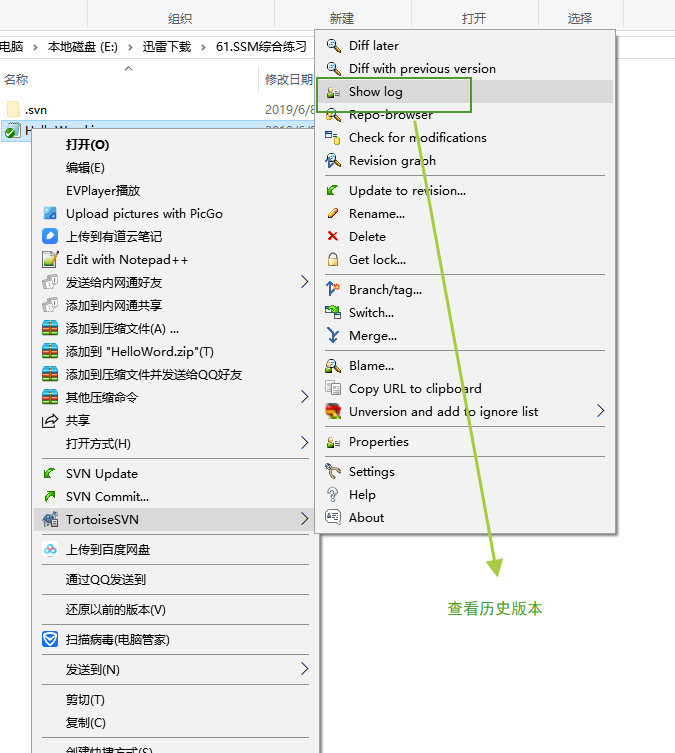 组织
新建
打开
选择
电脑 › 本地磁盘 (E:) › 迅雷下载 › 61.SSM综合练习
名称
修改日期
.svn
2019/6/8
打开(O)
编辑(E)
EVPlayer播放
Upload pictures with PicGo
上传到有道云笔记
Edit with Notepad++
发送给内网通好友
添加到内网通共享
添加到压缩文件(A) ...
添加到 "HelloWord.zip"(T)
添加到压缩文件并发送给QQ好友
其他压缩命令
共享
打开方式(H)
SVN Update
SVN Commit...
TortoiseSVN
上传到百度网盘
通过QQ发送到
还原以前的版本(V)
扫描病毒(电脑管家)
发送到(N)
剪切(T)
复制(C)
创建快捷方式(S)
Diff later
Diff with previous version
Show log
Repo-browser
Check for modifications
Revision graph
Update to revision...
Rename...
Delete
Get lock...
Branch/tag...
Switch...
Merge...
Blame...
Copy URL to clipboard
Unversion and add to ignore list
Properties
Settings
Help
About
查看历史版本